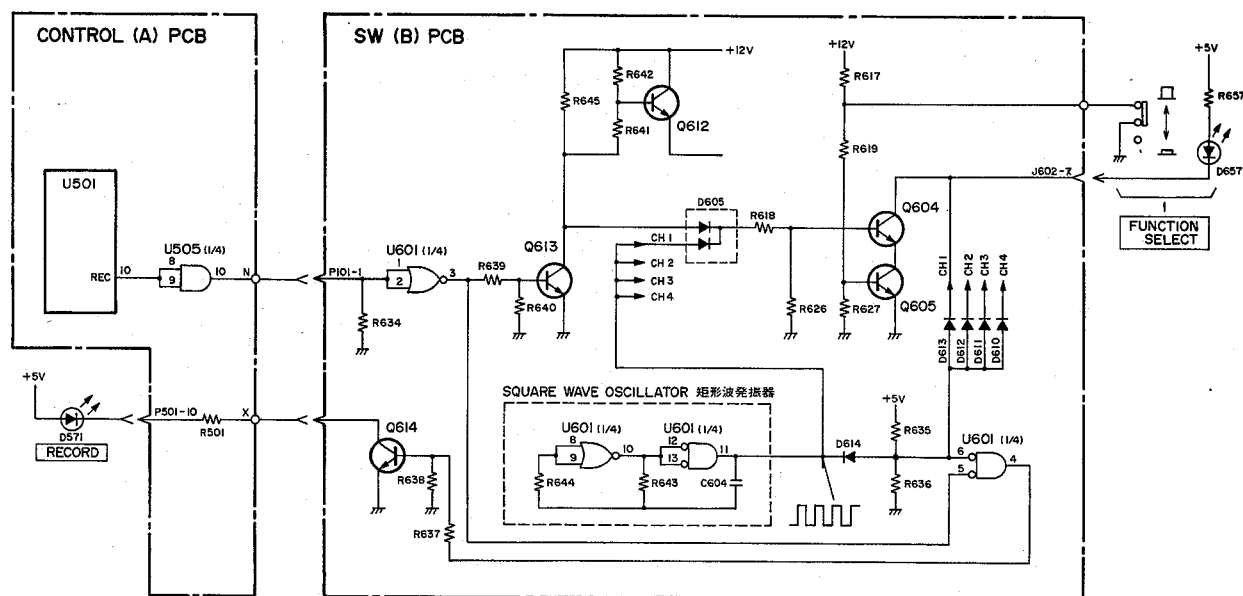 CONTROL (A) PCB
SW (B) PCB
+12V
+12V
+5V
R642
R617
R657
R645
Q612
R641
R619
D657
U501
J602-7
D605
Q604
1
FUNCTION SELECT
R618
U505 (1/4)
U601 (1/4)
Q613
CH 1
CH1
CH2
CH3
CH4
REC
10
8
9
10
N
P101-1
1
2
3
R639
CH 2
CH 3
CH 4
Q605
R640
R626
R627
R634
D613
D612
D611
D610
+5V
SQUARE WAVE OSCILLATOR 矩形波発振器
+5V
P501-10
X
D571
R501
RECORD
Q614
U601 (1/4)
U601 (1/4)
R635
U601 (1/4)
8
9
10
12
13
11
D614
6
5
4
R638
R644
R643
C604
R636
R637